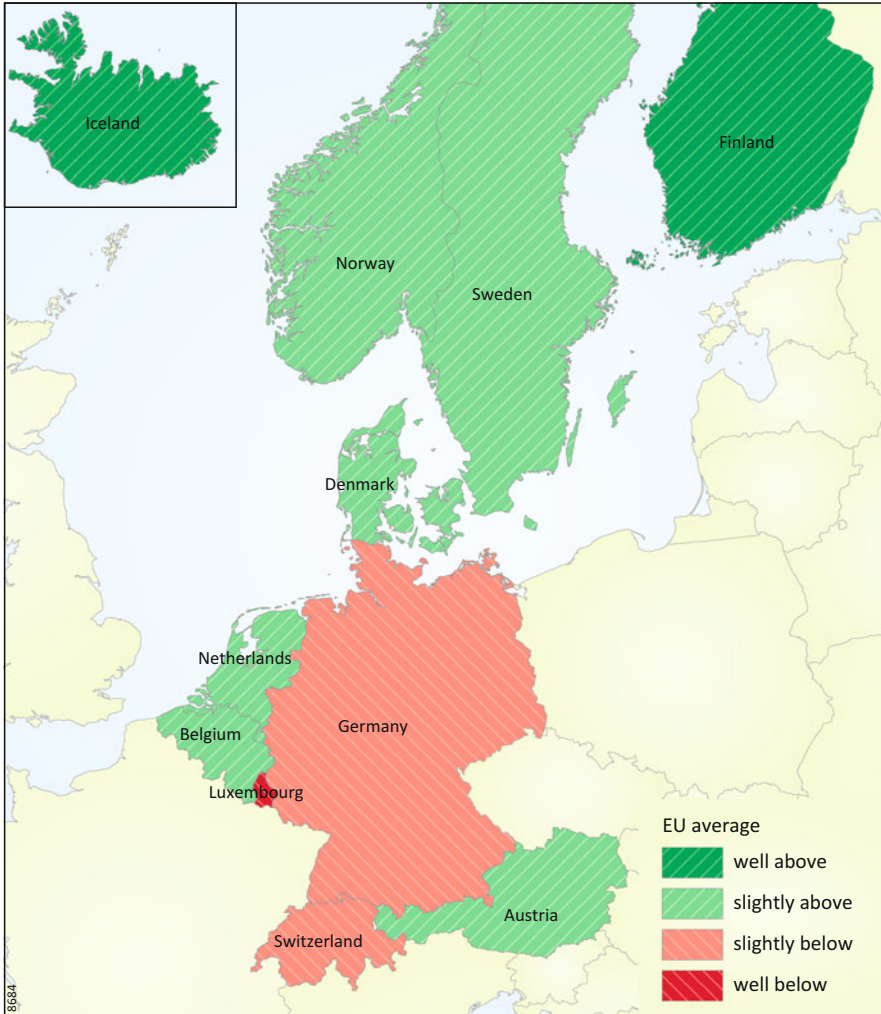 Iceland
Finland
Norway
Sweden
Denmark
Netherlands
Belgium
Germany
Luxembourg
Austria
Switzerland
EU average
well above
slightly above
slightly below
well below
8684